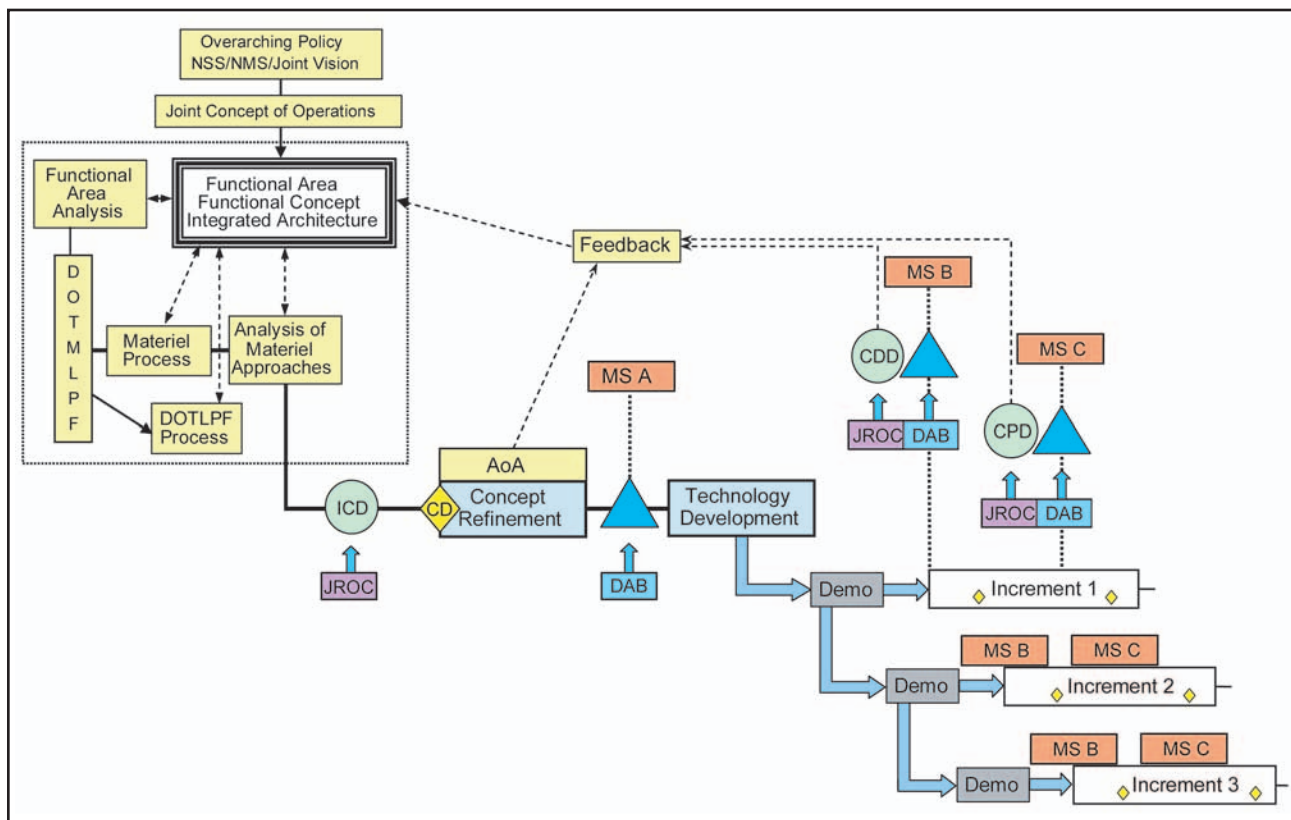 Overarching Policy
NSS/NMS/Joint Vision
Joint Concept of Operations
Functional
Area
Analysis
Functional Area
Functional Concept
Integrated Architecture
Feedback
D
O
T
M
L
P
F
Materiel
Process
Analysis of
Materiel
Approaches
DOTLPF
Process
MS B
CDD
JROC
DAB
MS C
CPD
JROC
DAB
MS A
ICD
JROC
CD
AoA
Concept
Refinement
DAB
Technology
Development
Demo
Increment 1
MS B
MS C
Demo
Increment 2
MS B
MS C
Demo
Increment 3